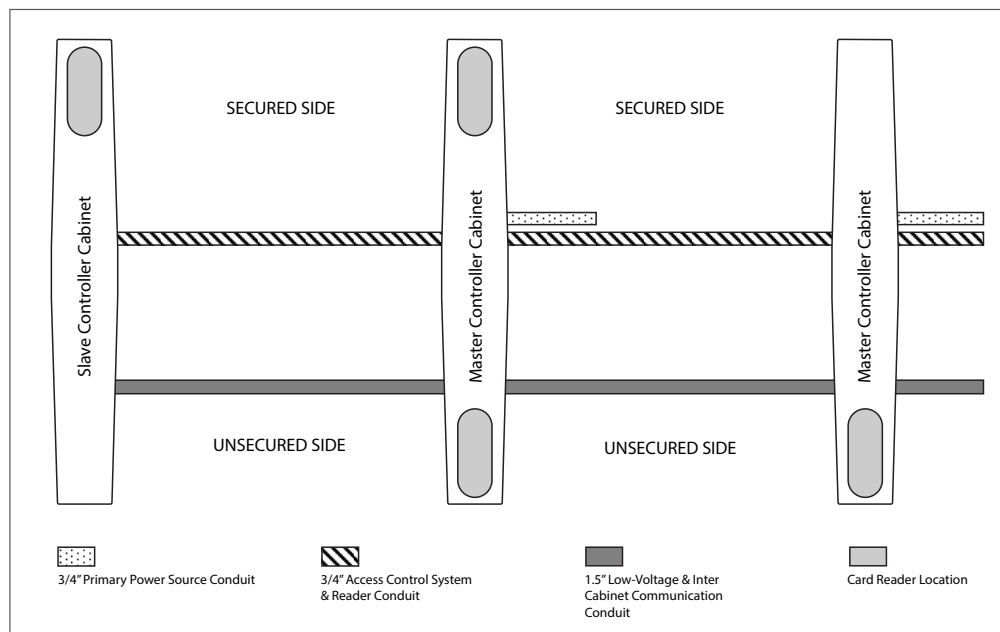 SECURED SIDE
SECURED SIDE
Slave Controller Cabinet
Master Controller Cabinet
Master Controller Cabinet
UNSECURED SIDE
UNSECURED SIDE
3/4” Primary Power Source Conduit
3/4” Access Control System
& Reader Conduit
1.5” Low-Voltage & Inter
Cabinet Communication
Conduit
Card Reader Location